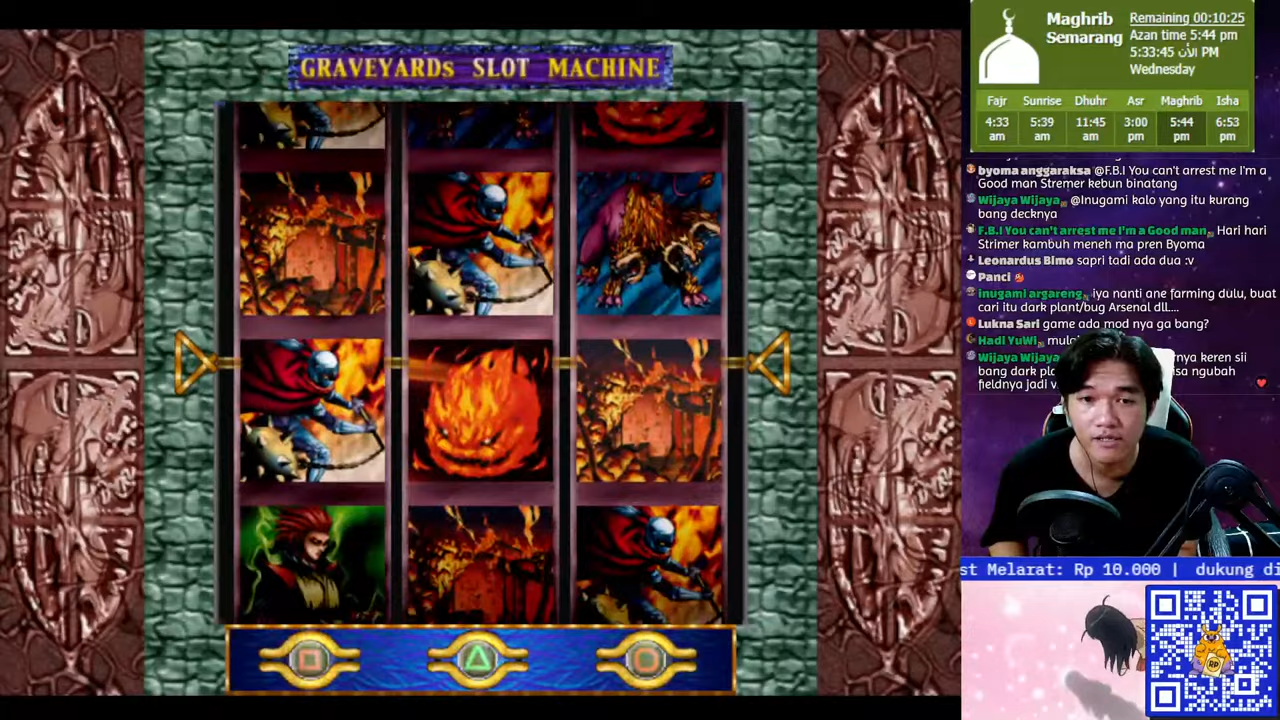 GRAVEYARDs SLOT MACHINE
Maghrib
Semarang
Remaining 00:10:25
Azan time 5:44 pm
5:33:45 الآن PM
Wednesday
Fajr Sunrise Dhuhr Asr Maghrib Isha
4:33 am 5:39 am 11:45 am 3:00 pm 5:44 pm 6:53 pm
byoma anggaraksa @F.B.I You can't arrest me I'm a
Good man Stremer kebun binatang
Wijaya Wijaya @Inugami kalo yang itu kurang
bang decknya
F.B.I You can't arrest me I'm a Good man Hari hari
Strimer kambuh meneh ma pren Byoma
Leonardus Bimo sapri tadi ada dua :v
Panci
inugami argareng iya nanti ane farming dulu, buat
cari itu dark plant/bug Arsenal dll....
Lukna Sari game ada mod nya ga bang?
Hadi YuWi
Wijaya Wijaya keren sii
bang dark ngubah
fieldnya jadi
st Melarat: Rp 10.000 | dukung di
RP